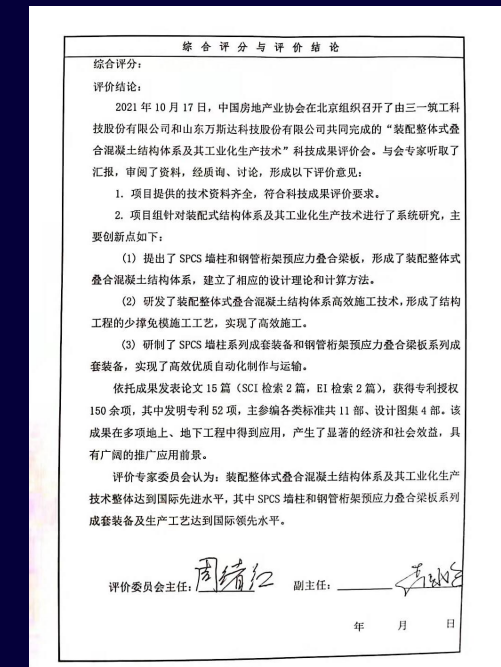 综合评分与评价结论
综合评分：
评价结论：
2021 年 10 月 17 日，中国房地产业协会在北京组织召开了由三一筑工科
技股份有限公司和山东万斯达科技股份有限公司共同完成的“装配整体式叠
合混凝土结构体系及其工业化生产技术”科技成果评价会。与会专家听取了
汇报，审阅了资料，经质询、讨论，形成以下评价意见：
1. 项目提供的技术资料齐全，符合科技成果评价要求。
2. 项目组针对装配式结构体系及其工业化生产技术进行了系统研究，主
要创新点如下：
(1) 提出了 SPCS 墙柱和钢管桁架预应力叠合梁板，形成了装配整体式
叠合混凝土结构体系，建立了相应的设计理论和计算方法。
(2) 研发了装配整体式叠合混凝土结构体系高效施工技术，形成了结构
工程的少撑免模施工工艺，实现了高效施工。
(3) 研制了 SPCS 墙柱系列成套装备和钢管桁架预应力叠合梁板系列成
套装备，实现了高效优质自动化制作与运输。
依托成果发表论文 15 篇（SCI 检索 2 篇，EI 检索 2 篇），获得专利授权
150 余项，其中发明专利 52 项，主参编各类标准共 11 部、设计图集 4 部。该
成果在多项地上、地下工程中得到应用，产生了显著的经济和社会效益，具
有广阔的推广应用前景。
评价专家委员会认为：装配整体式叠合混凝土结构体系及其工业化生产
技术整体达到国际先进水平，其中 SPCS 墙柱和钢管桁架预应力叠合梁板系列
成套装备及生产工艺达到国际领先水平。
评价委员会主任：周绪红 副主任：
年 月 日